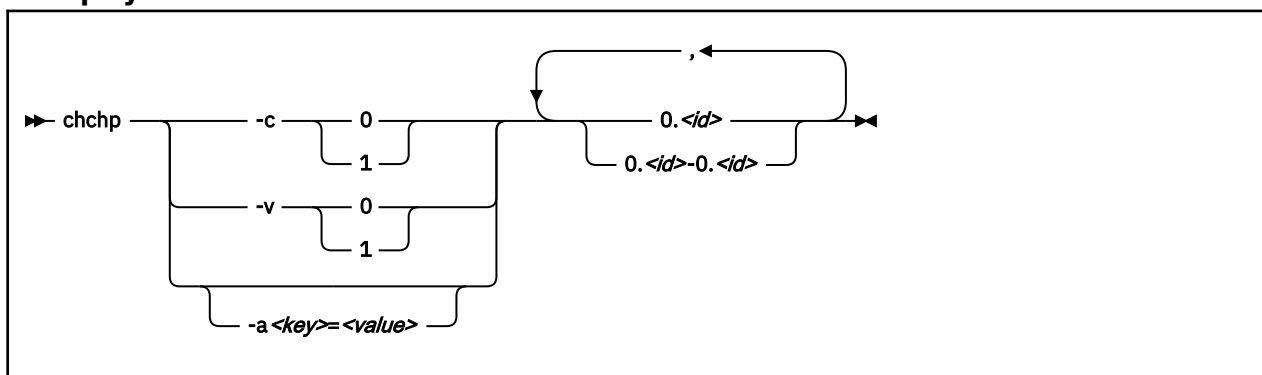 ,
chchp -c 0 0.<id>
1 0.<id>-0.<id>
-v 0
1
-a<key>=<value>